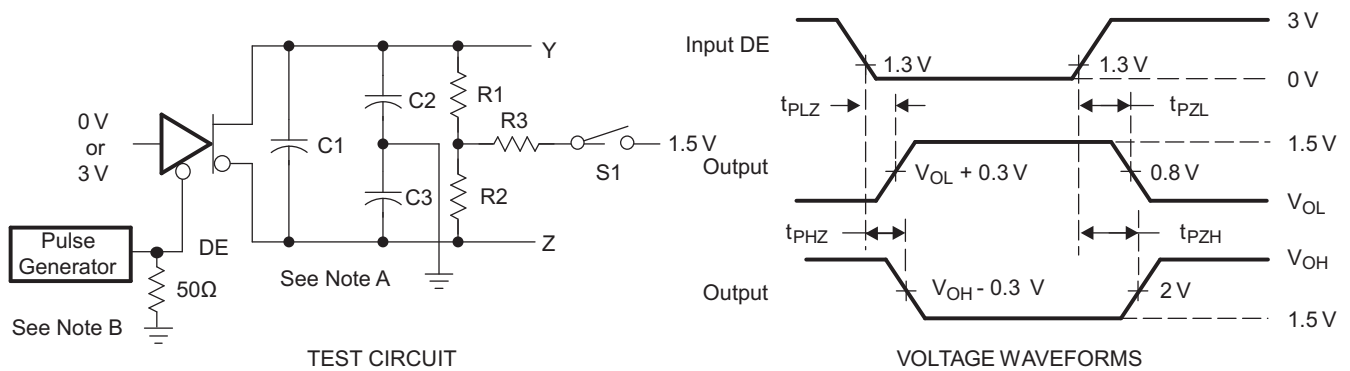 0 V
or
3 V
Pulse
Generator
DE
50Ω
See Note B
C1
C2
C3
R1
R2
R3
S1
1.5 V
Y
Z
See Note A
TEST CIRCUIT
Input DE
3 V
1.3 V
1.3 V
0 V
tPLZ
tPZL
1.5 V
Output
VOL + 0.3 V
0.8 V
VOL
tPHZ
tPZH
VOH
Output
VOH - 0.3 V
2 V
1.5 V
VOLTAGE WAVEFORMS